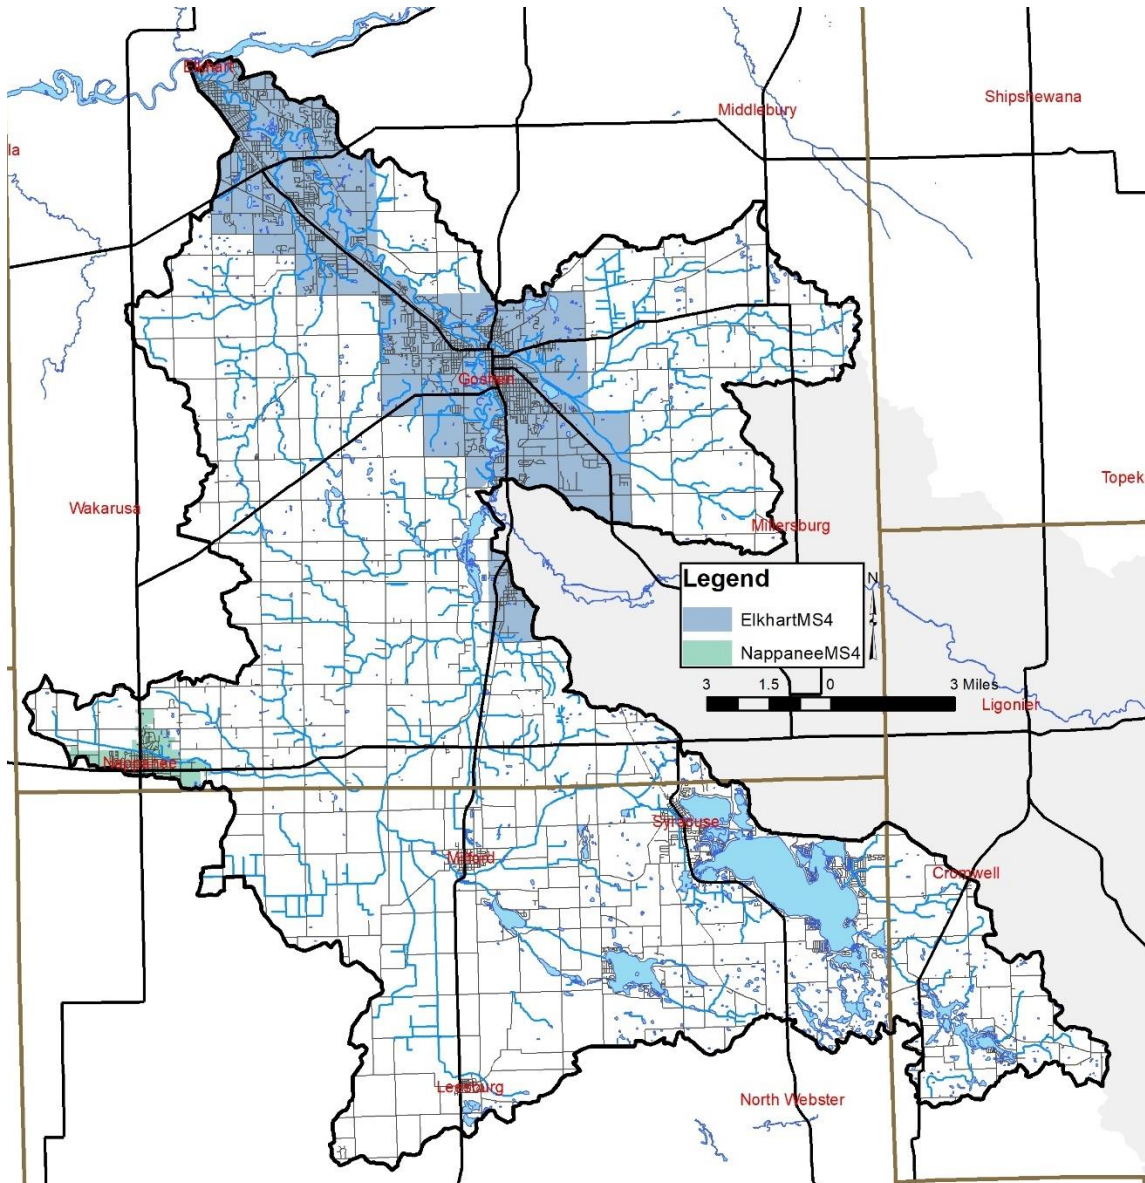 Elkhart
Middlebury
Shipshewana
la
Goshen
Wakarusa
Topek
Millersburg
Legend
ElkhartMS4
NappaneeMS4
N
3 1.5 0 3 Miles
Ligonier
Nappanee
Syracuse
Milford
Cromwell
Leesburg
North Webster